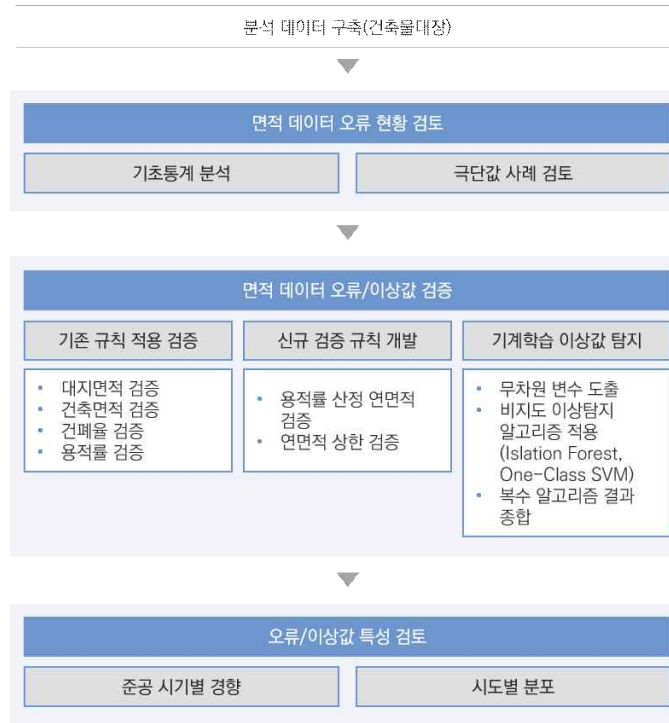 분석 데이터 구축(건축물대장)
면적 데이터 오류 현황 검토
기초통계 분석
극단값 사례 검토
면적 데이터 오류/이상값 검증
기존 규칙 적용 검증
• 대지면적 검증
• 건축면적 검증
• 건폐율 검증
• 용적률 검증
신규 검증 규칙 개발
• 용적률 산정 연면적
검증
• 연면적 상한 검증
기계학습 이상값 탐지
• 무차원 변수 도출
• 비지도 이상탐지
알고리증 적용
(Islation Forest,
One-Class SVM)
• 복수 알고리즘 결과
종합
오류/이상값 특성 검토
준공 시기별 경향
시도별 분포